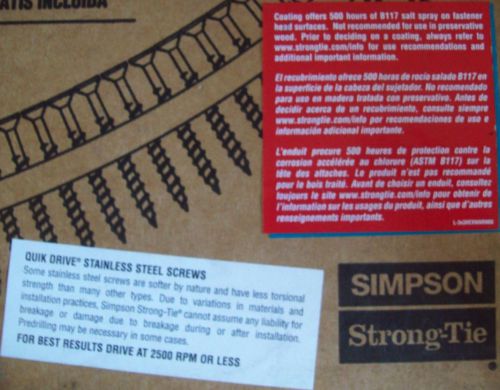 ATIS INCLUIDA
Coating offers 500 hours of B117 salt spray on fastener
head surfaces. Not recommended for use in preservative
wood. Prior to deciding on a coating, always refer to
www.strongtie.com/info for use recommendations and
additional important information.
El recubrimiento ofrece 500 horas de rocío salado B117 en
la superficie de la cabeza del sujetador. No recomendado
para uso en madera tratada con preservativo. Antes de
decidir acerca de un recubrimiento, consulte siempre
www.strongtie.com/info por recomendaciones de uso e
información adicional importante.
L'enduit procure 500 heures de protection contre la
corrosion accélérée au chlorure (ASTM B117) sur la
tête des attaches. Le produit n'est pas recommandé
pour le bois traité. Avant de choisir un enduit, consultez
toujours le site www.strongtie.com/info pour obtenir de
l'information sur les usages du produit, ainsi que d'autres
renseignements importants.
QUIK DRIVE® STAINLESS STEEL SCREWS
Some stainless steel screws are softer by nature and have less torsional
strength than many other types. Due to variations in materials and
installation practices, Simpson Strong-Tie® cannot assume any liability for
breakage or damage due to breakage during or after installation.
Predrilling may be necessary in some cases.
FOR BEST RESULTS DRIVE AT 2500 RPM OR LESS
SIMPSON
Strong-Tie